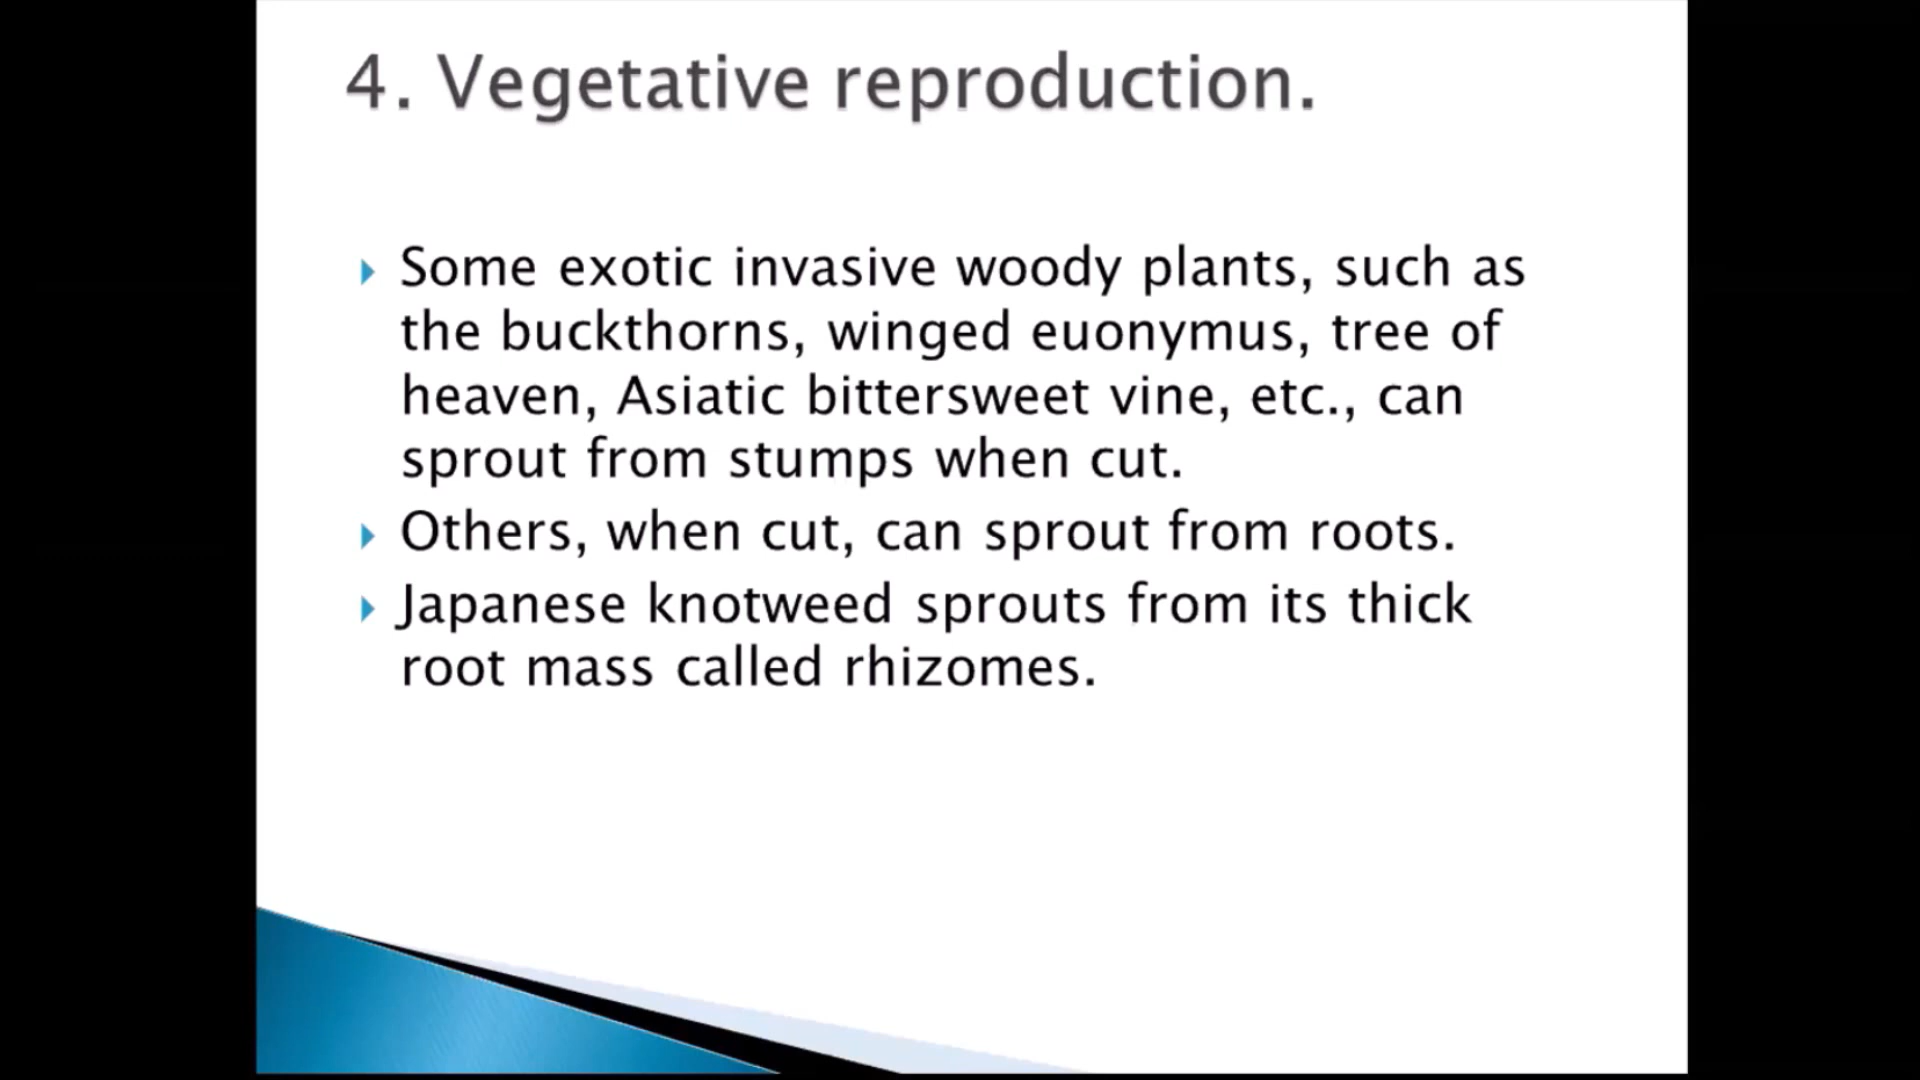 4. Vegetative reproduction.
Some exotic invasive woody plants, such as
the buckthorns, winged euonymus, tree of
heaven, Asiatic bittersweet vine, etc., can
sprout from stumps when cut.
Others, when cut, can sprout from roots.
Japanese knotweed sprouts from its thick
root mass called rhizomes.